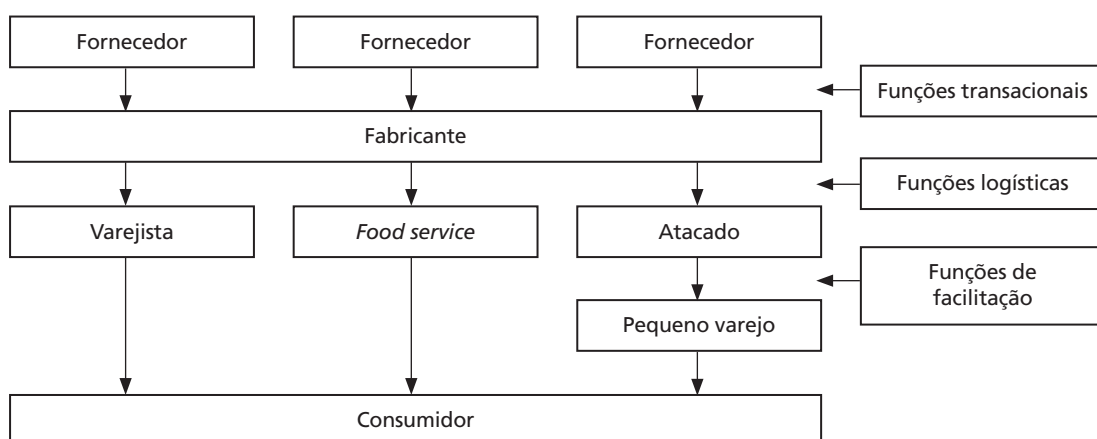 Fornecedor
Fornecedor
Fornecedor
Funções transacionais
Fabricante
Funções logísticas
Varejista
Food service
Atacado
Funções de
facilitação
Pequeno varejo
Consumidor